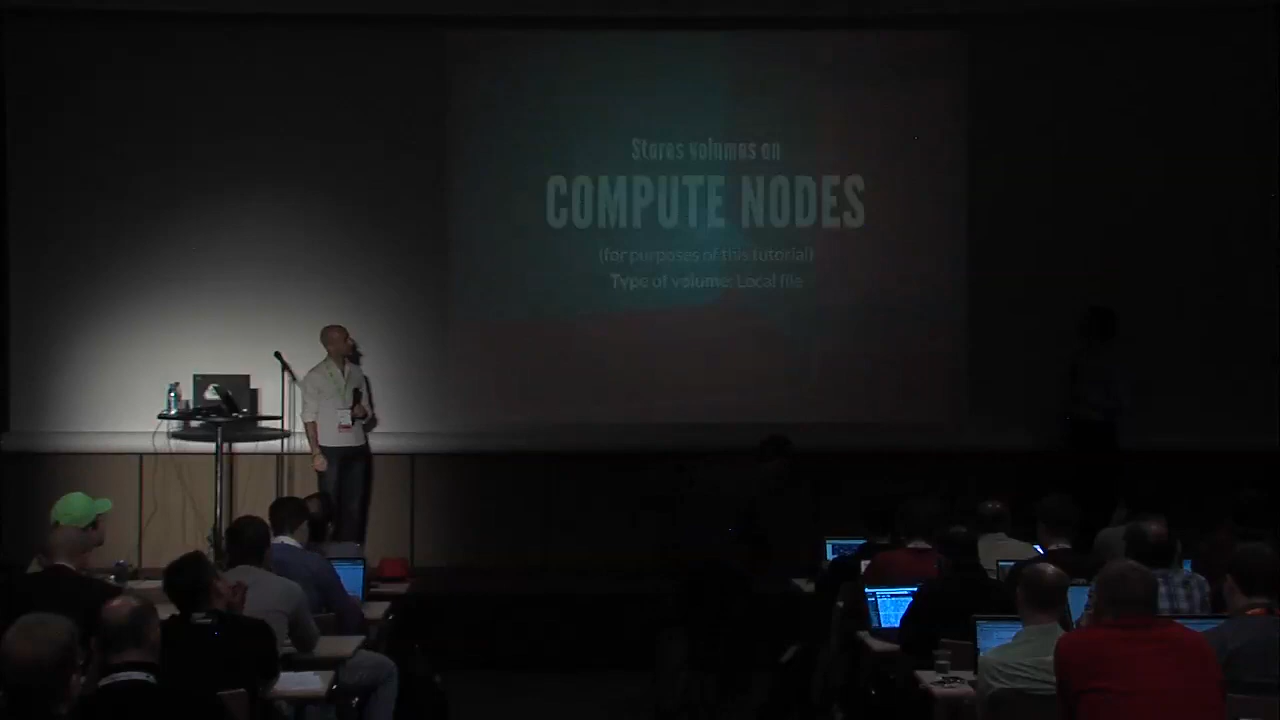 Stores volumes on
COMPUTE NODES
(for purposes of this tutorial)
Type of volume: Local file